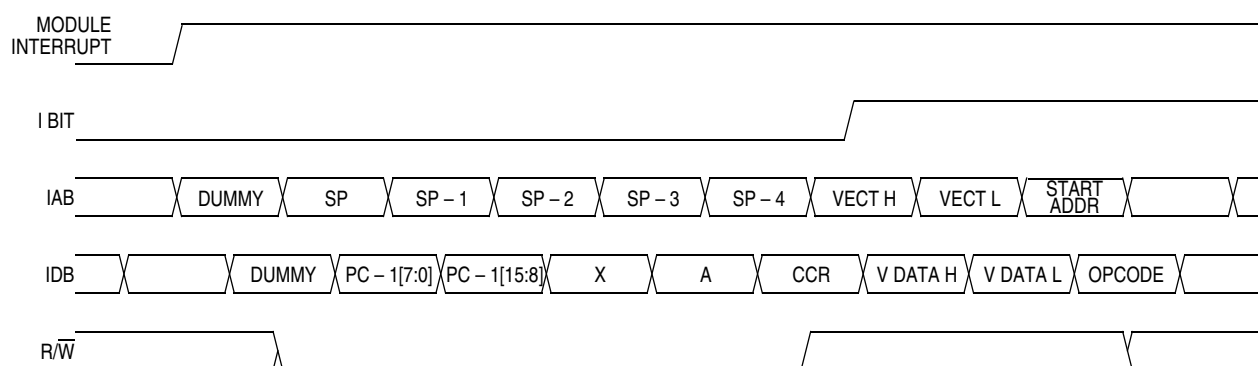 MODULE
INTERRUPT
I BIT
IAB DUMMY SP SP – 1 SP – 2 SP – 3 SP – 4 VECT H VECT L START
ADDR
IDB DUMMY PC – 1[7:0] PC – 1[15:8] X A CCR V DATA H V DATA L OPCODE
R/W